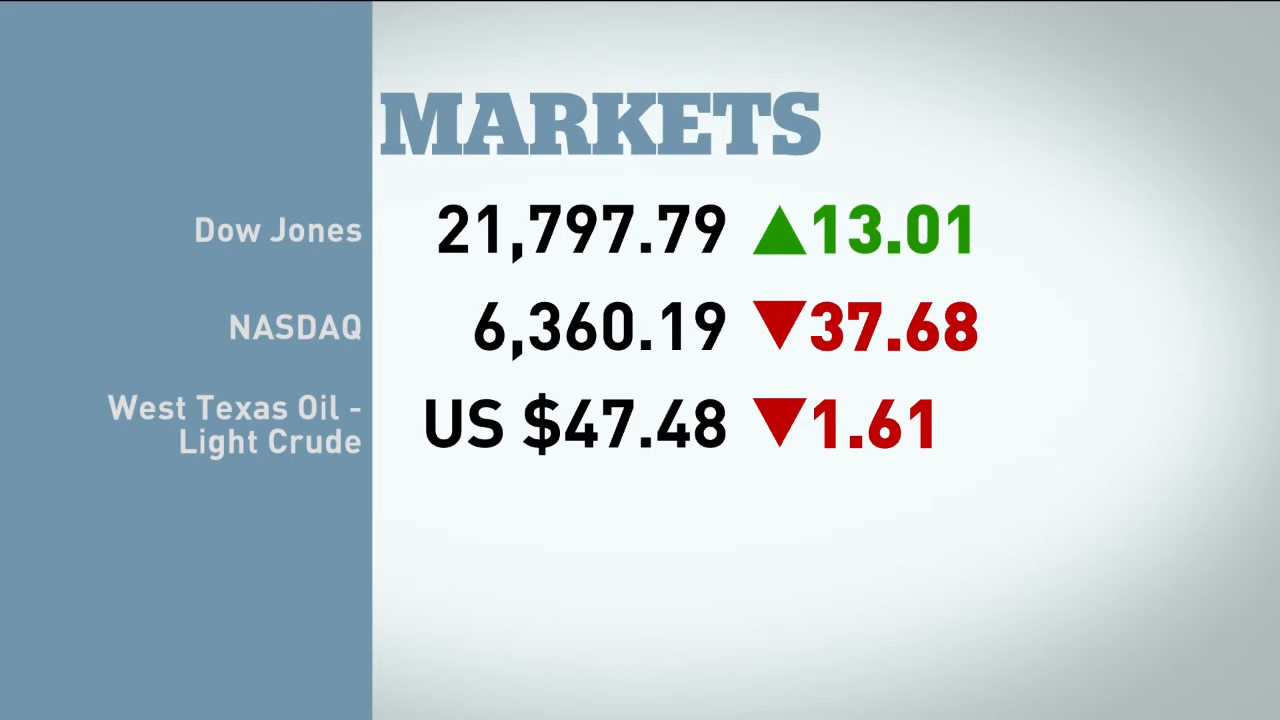 MARKETS
Dow Jones 21,797.79 ▲13.01
NASDAQ 6,360.19 ▼37.68
West Texas Oil -
Light Crude US $47.48 ▼1.61